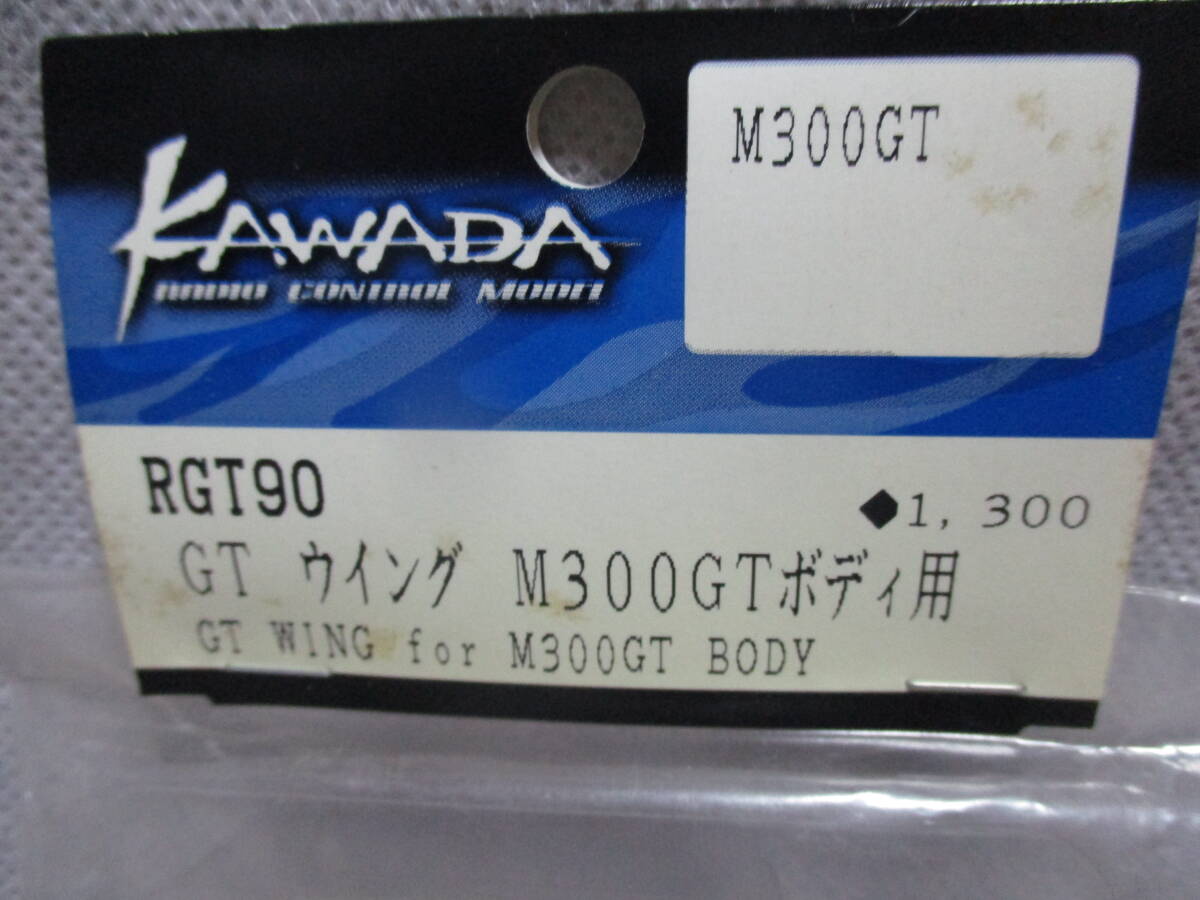 M300GT
KAWADA
RADIO CONTROL MODEL
RGT90
◆1, 300
GT ウイング M300GTボディ用
GT WING for M300GT BODY